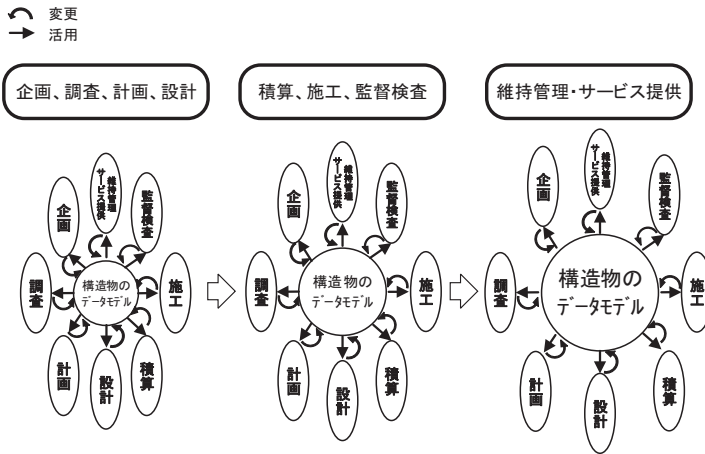 変更
活用
企画、調査、計画、設計
積算、施工、監督検査
維持管理・サービス提供
維持管理
サービス提供
監督検査
企画
調査
施工
構造物の
データモデル
計画
設計
積算
維持管理
サービス提供
監督検査
企画
調査
施工
構造物の
データモデル
計画
設計
積算
維持管理
サービス提供
監督検査
企画
調査
施工
構造物の
データモデル
計画
設計
積算